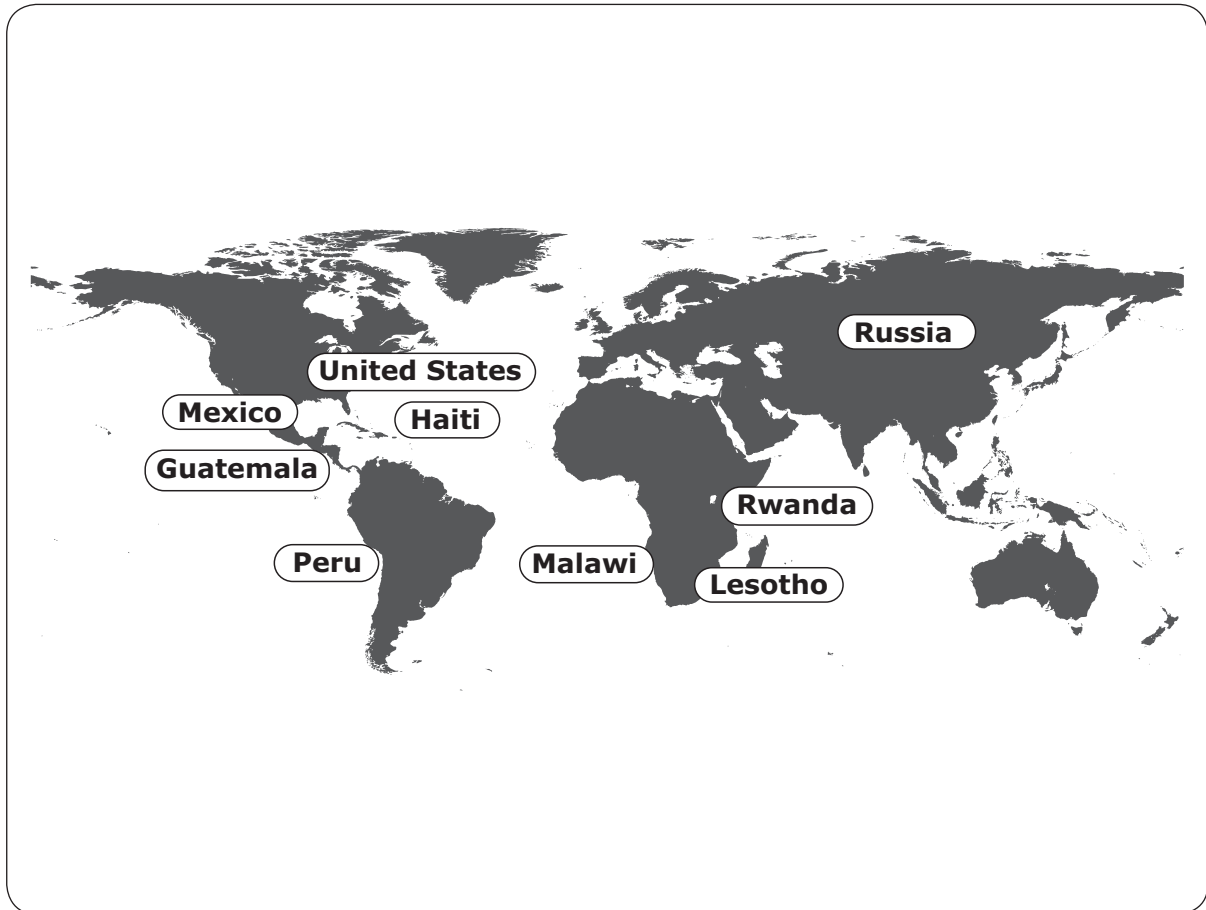 Russia
United States
Mexico
Haiti
Guatemala
Rwanda
Peru
Malawi
Lesotho